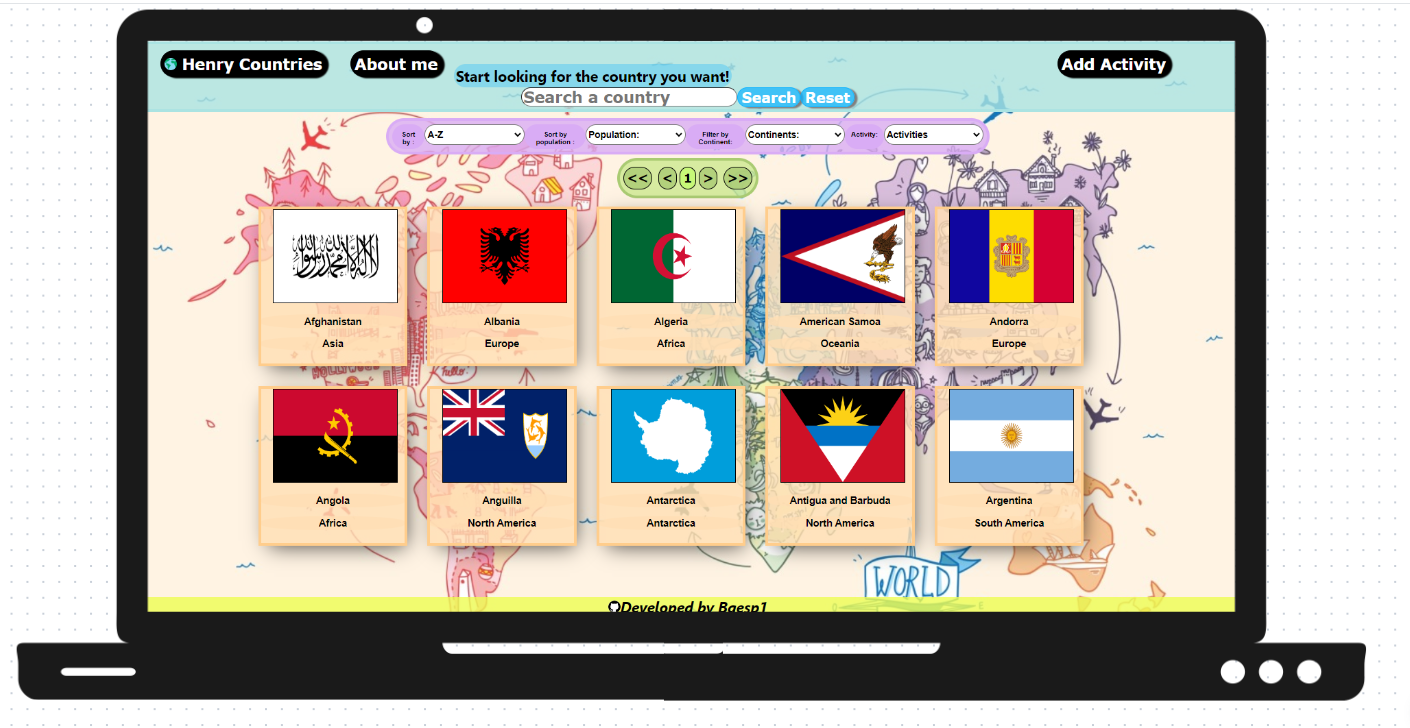 Henry Countries
About me
Add Activity
Start looking for the country you want!
Search a country
Search
Reset
Sort by :
A-Z
Sort by population :
Population:
Filter by Continent:
Continents:
Activity:
Activities
<< < 1 > >>
Afghanistan
Asia
Albania
Europe
Algeria
Africa
American Samoa
Oceania
Andorra
Europe
Angola
Africa
Anguilla
North America
Antarctica
Antarctica
Antigua and Barbuda
North America
Argentina
South America
hello!
WORLD
Developed by Bgesp1